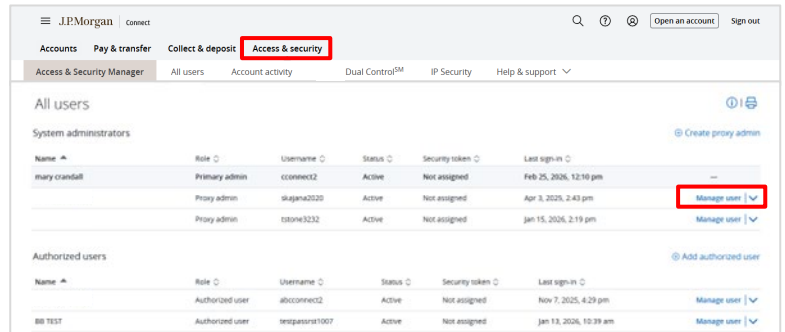 J.P.Morgan | Connect Open an account Sign out
Accounts Pay & transfer Collect & deposit Access & security
Access & Security Manager All users Account activity Dual Control SM IP Security Help & support
All users
System administrators Create proxy admin
Name Role Username Status Security token Last sign-in
mary crandall Primary admin cconnect2 Active Not assigned Feb 25, 2026, 12:10 pm —
Proxy admin skajana2020 Active Not assigned Apr 3, 2025, 2:43 pm Manage user
Proxy admin tstone3232 Active Not assigned Jan 15, 2026, 2:19 pm Manage user
Authorized users Add authorized user
Name Role Username Status Security token Last sign-in
Authorized user abcconnect2 Active Not assigned Nov 7, 2025, 4:29 pm Manage user
BB TEST Authorized user testpassrst1007 Active Not assigned Jan 13, 2026, 10:39 am Manage user